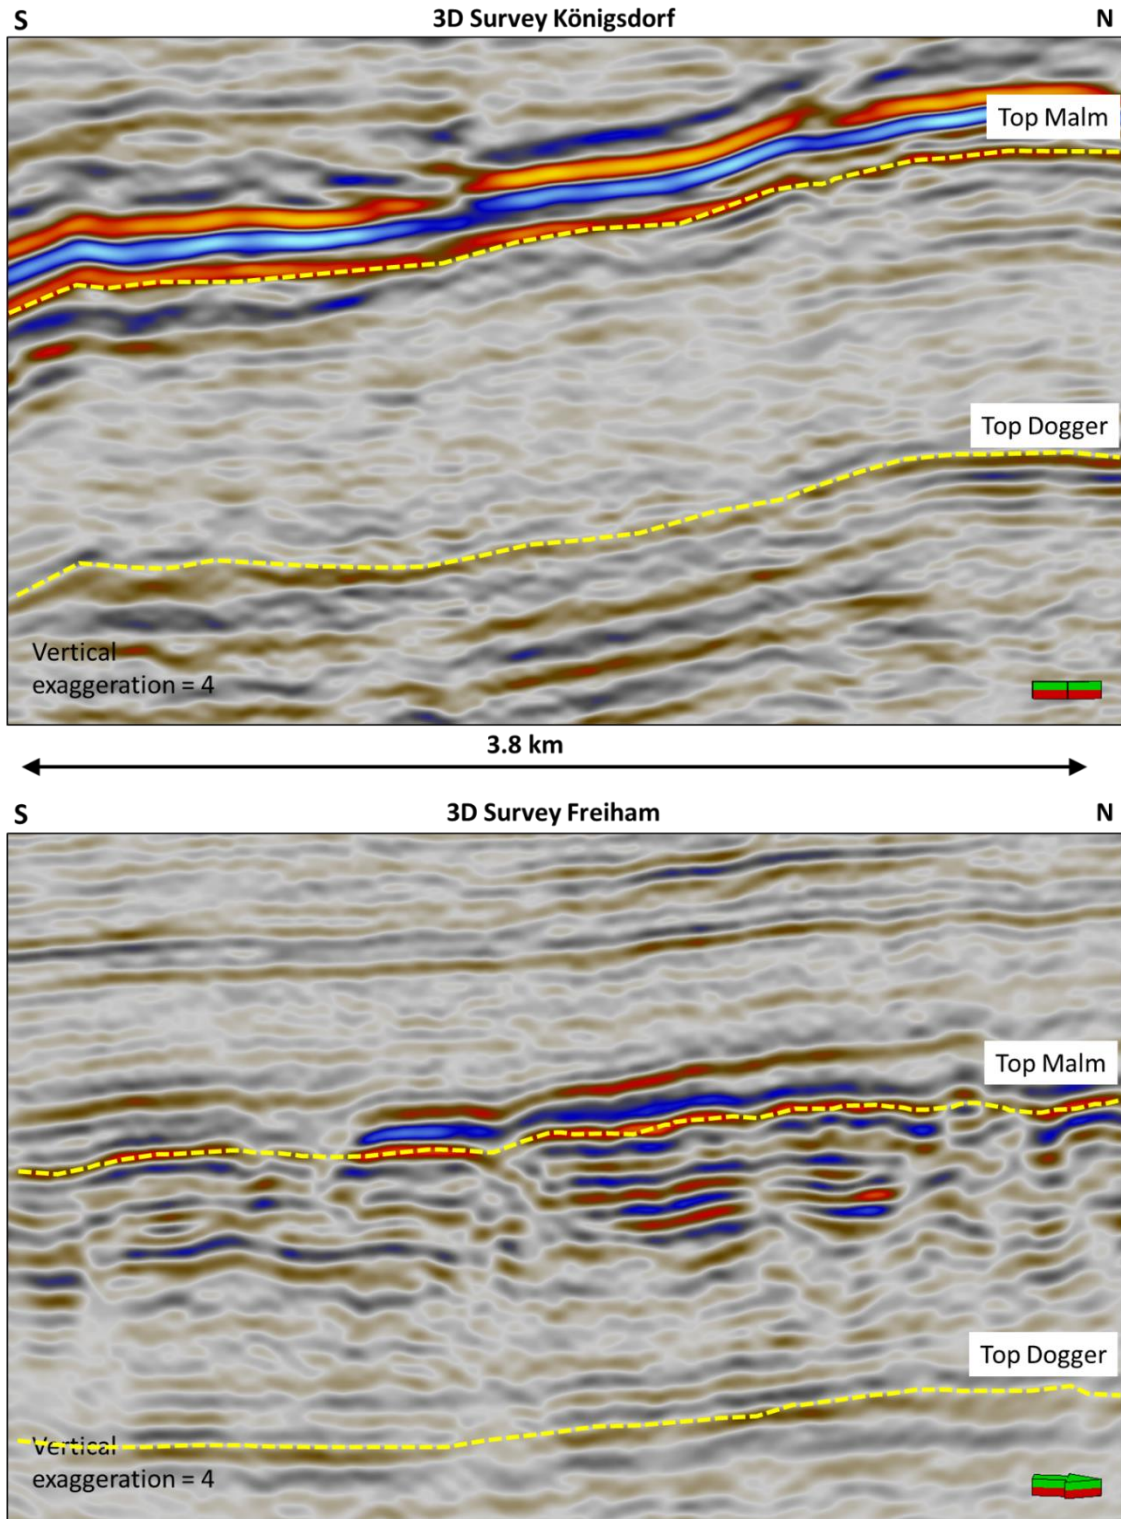 S
3D Survey Königsdorf
N
Top Malm
Top Dogger
Vertical
exaggeration = 4
3.8 km
S
3D Survey Freiham
N
Top Malm
Top Dogger
Vertical
exaggeration = 4